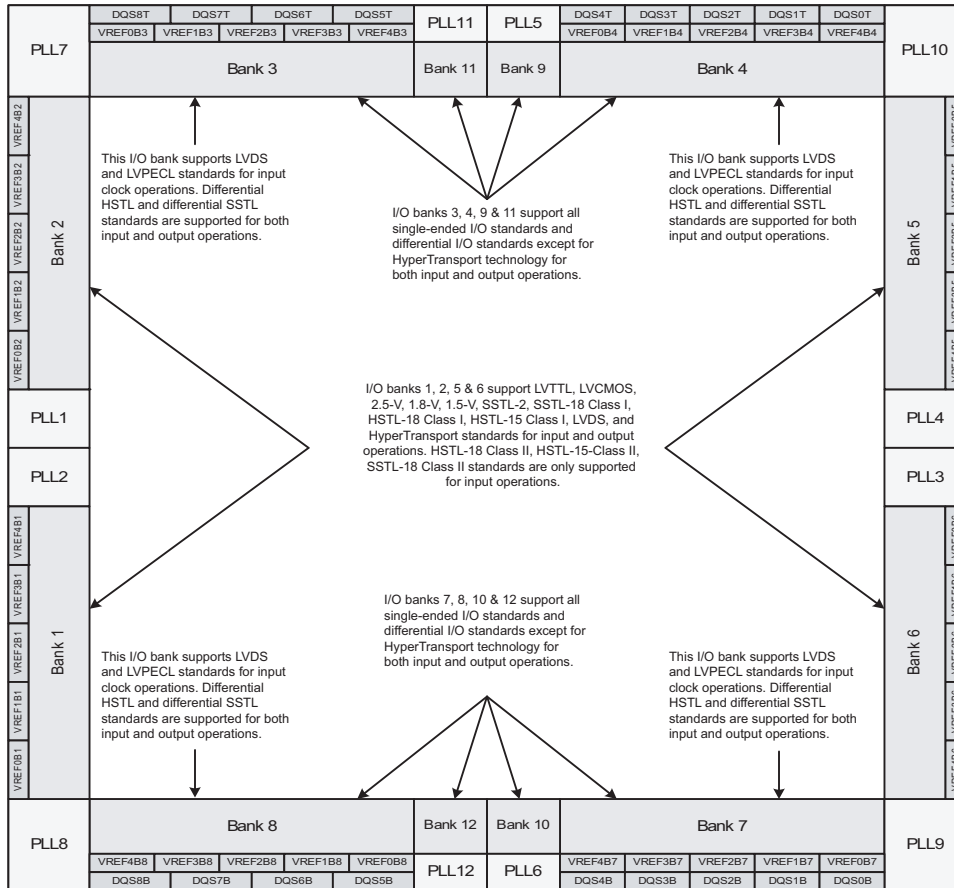 DQS8T DQS7T DQS6T DQS5T
VREF0B3 VREF1B3 VREF2B3 VREF3B3 VREF4B3
PLL11
PLL5
DQS4T DQS3T DQS2T DQS1T DQS0T
VREF0B4 VREF1B4 VREF2B4 VREF3B4 VREF4B4
PLL7
Bank 3
Bank 11
Bank 9
Bank 4
PLL10
VREF4B2
VREF3B2
VREF2B2
VREF1B2
VREF0B2
Bank 2
This I/O bank supports LVDS
and LVPECL standards for input
clock operations. Differential
HSTL and differential SSTL
standards are supported for both
input and output operations.
I/O banks 3, 4, 9 & 11 support all
single-ended I/O standards and
differential I/O standards except for
HyperTransport technology for
both input and output operations.
This I/O bank supports LVDS
and LVPECL standards for input
clock operations. Differential
HSTL and differential SSTL
standards are supported for both
input and output operations.
Bank 5
PLL1
PLL2
I/O banks 1, 2, 5 & 6 support LVTTL, LVCMOS,
2.5-V, 1.8-V, 1.5-V, SSTL-2, SSTL-18 Class I,
HSTL-18 Class I, HSTL-15 Class I, LVDS, and
HyperTransport standards for input and output
operations. HSTL-18 Class II, HSTL-15-Class II,
SSTL-18 Class II standards are only supported
for input operations.
PLL4
PLL3
VREF4B1
VREF3B1
VREF2B1
VREF1B1
VREF0B1
Bank 1
This I/O bank supports LVDS
and LVPECL standards for input
clock operations. Differential
HSTL and differential SSTL
standards are supported for both
input and output operations.
I/O banks 7, 8, 10 & 12 support all
single-ended I/O standards and
differential I/O standards except for
HyperTransport technology for
both input and output operations.
This I/O bank supports LVDS
and LVPECL standards for input
clock operations. Differential
HSTL and differential SSTL
standards are supported for both
input and output operations.
Bank 6
PLL8
Bank 8
Bank 12
Bank 10
Bank 7
PLL9
VREF4B8 VREF3B8 VREF2B8 VREF1B8 VREF0B8
DQS8B DQS7B DQS6B DQS5B
PLL12
PLL6
VREF4B7 VREF3B7 VREF2B7 VREF1B7 VREF0B7
DQS4B DQS3B DQS2B DQS1B DQS0B